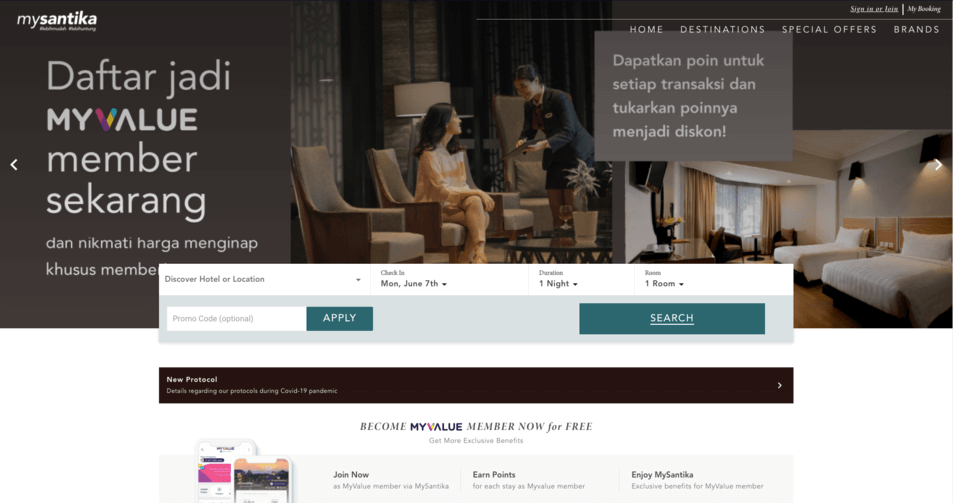 mysantika
#lebihmudah #lebihuntung
Sign in or Join
My Booking
HOME
DESTINATIONS
SPECIAL OFFERS
BRANDS
Daftar jadi
MYVALUE
member
sekarang
dan nikmati harga menginap
khusus member
Dapatkan poin untuk
setiap transaksi dan
tukarkan poinnya
menjadi diskon!
Discover Hotel or Location
Check In
Mon, June 7th
Duration
1 Night
Room
1 Room
Promo Code (optional)
APPLY
SEARCH
New Protocol
Details regarding our protocols during Covid-19 pandemic
BECOME MYVALUE MEMBER NOW for FREE
Get More Exclusive Benefits
MYVALUE
Join Now
as MyValue member via MySantika
Earn Points
for each stay as Myvalue member
Enjoy MySantika
Exclusive benefits for MyValue member